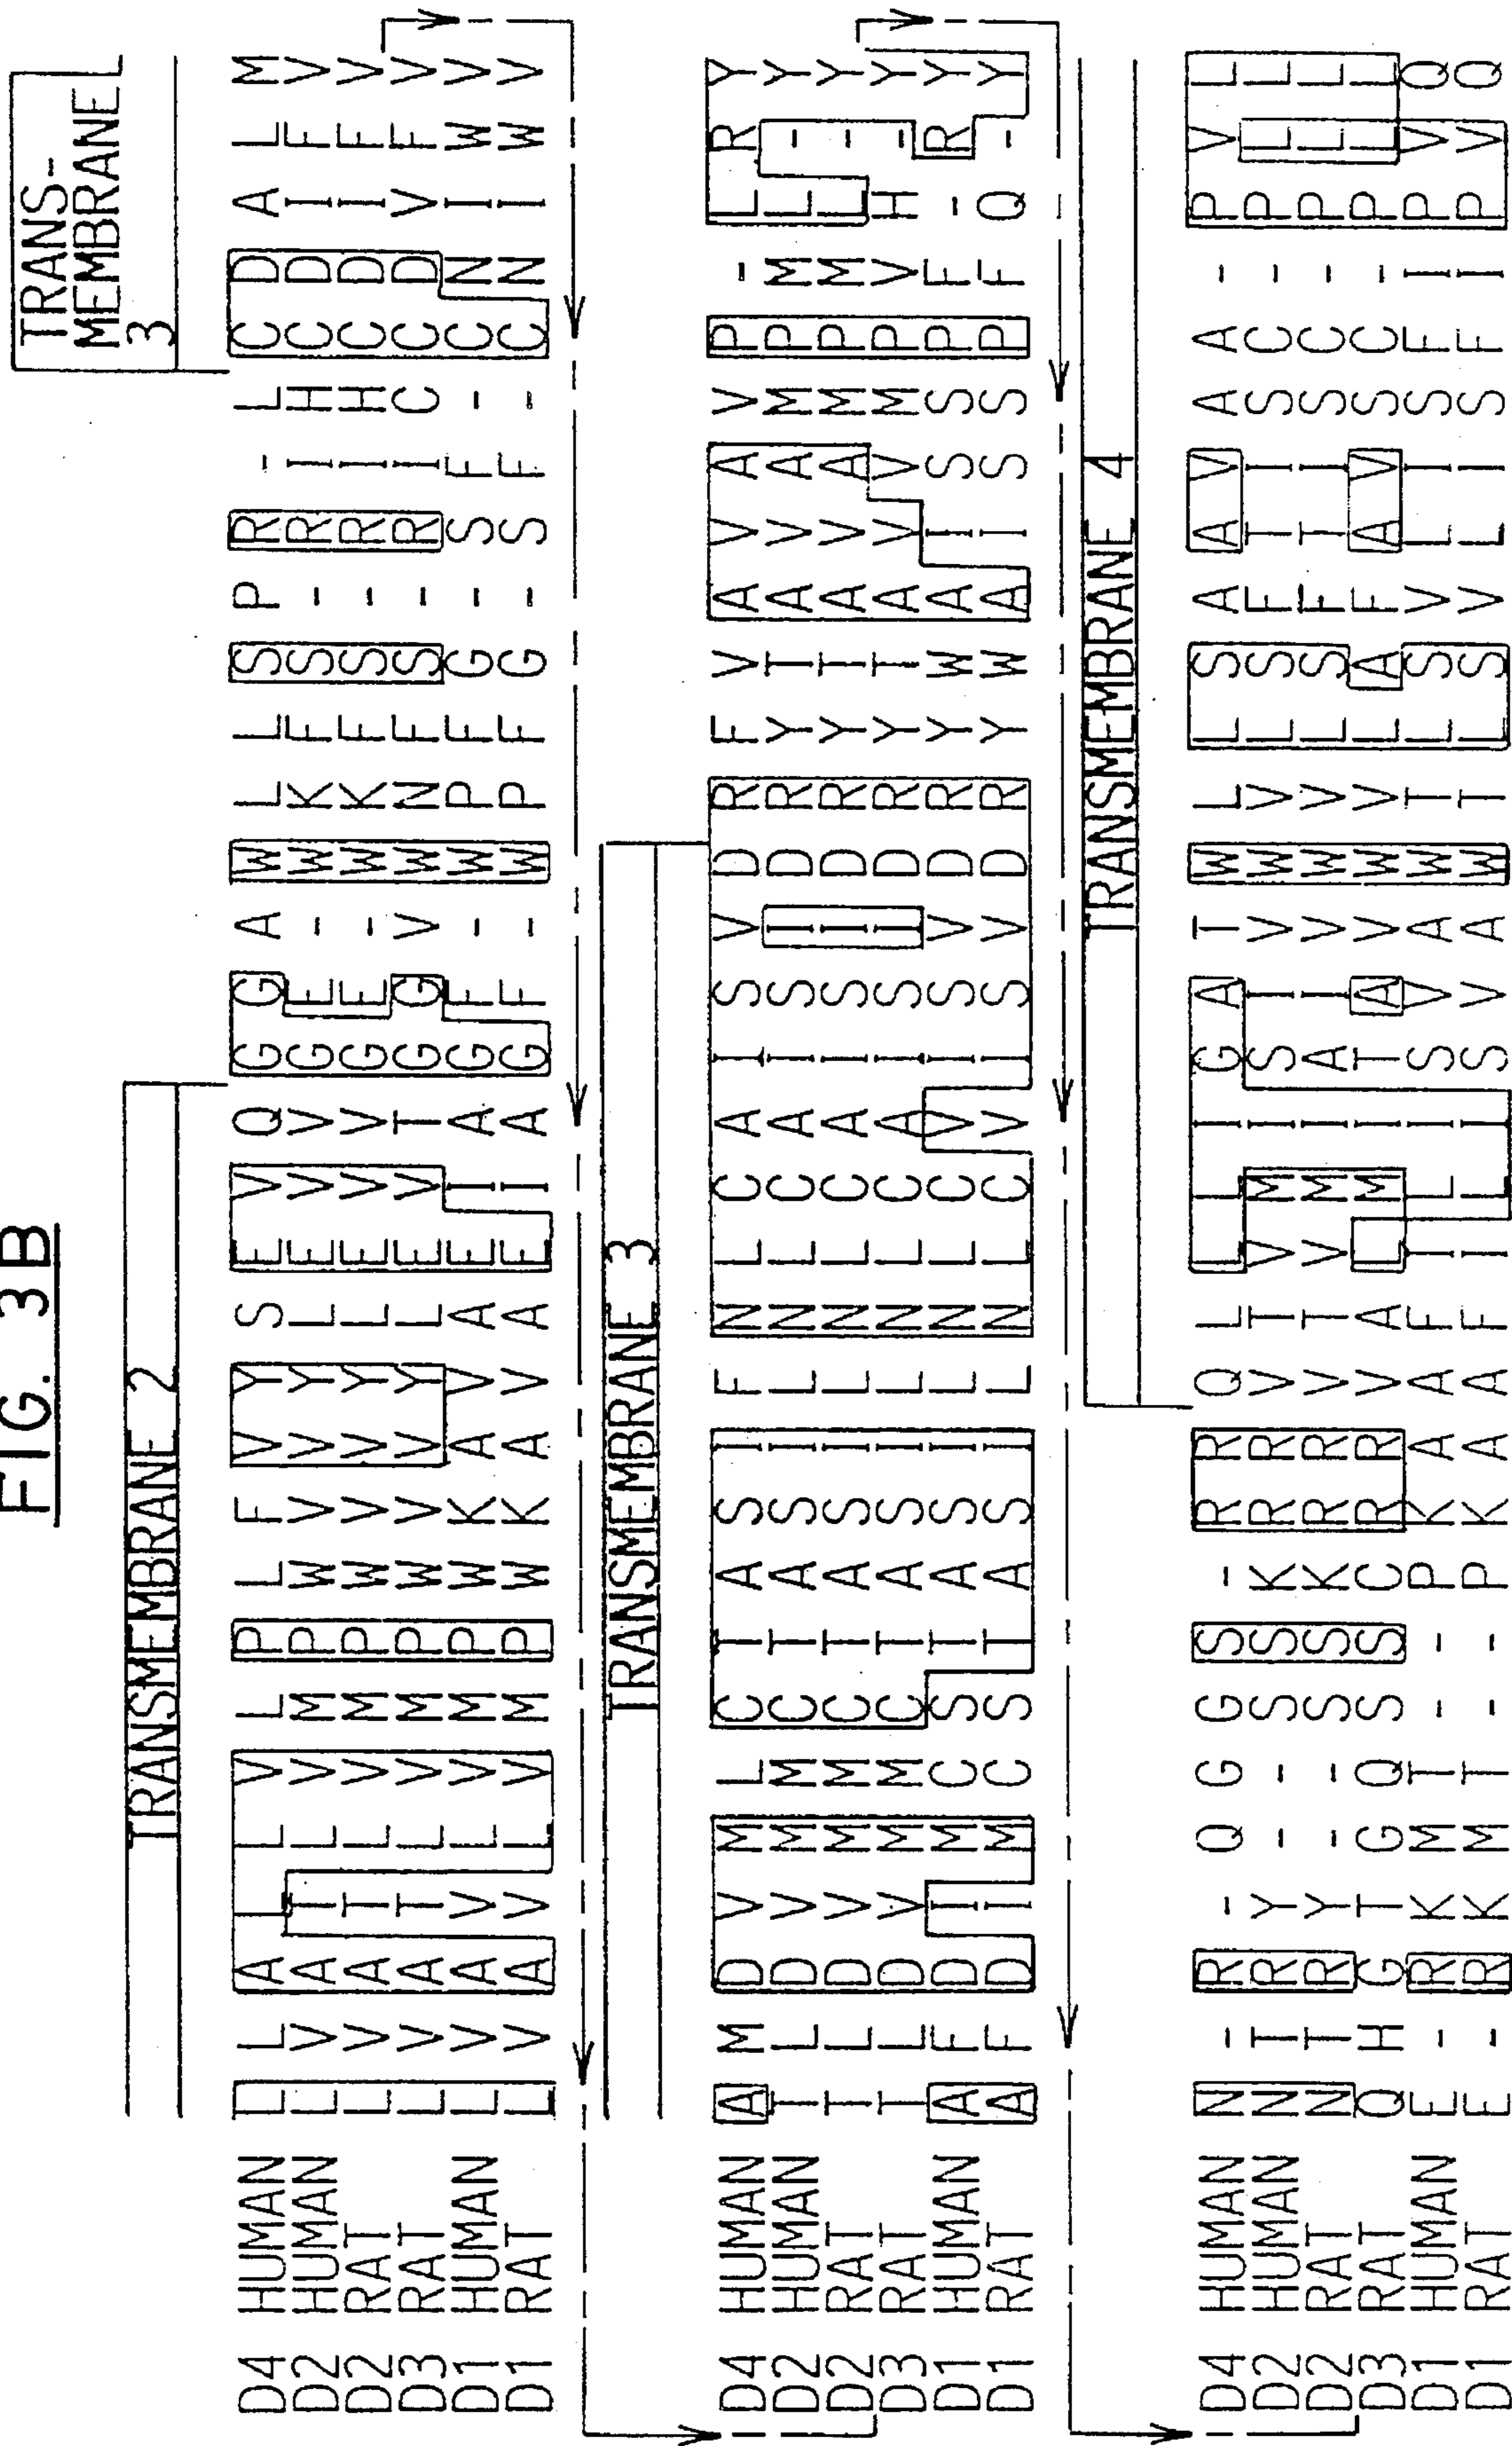 FIG. 3B
TRANSMEMBRANE 2
TRANS-
MEMBRANE
3
D4 HUMAN L L A L L V L P L F V Y S E V Q G G A W L L S P R - L C D A L M
D2 HUMAN L V A T L V M P W V V Y L E V V G E - W K F S - R I H C D I F V
D2 RAT L V A T L V M P W V V Y L E V V G E - W K F S - R I H C D I F V
D3 RAT L V A T L V M P W V V Y L E V T G G V W N F S - R I C C D V F V
D1 HUMAN L V A V L V M P W K A V A E I A G F - W P F G - S F - C N I W V
D1 RAT L V A V L V M P W K A V A E I A G F - W P F G - S F - C N I W V
TRANSMEMBRANE 3
D4 HUMAN A M D V M L C T A S I F N L C A I S V D R F V A V A V P - L R Y
D2 HUMAN T L D V M M C T A S I L N L C A I S I D R Y T A V A M P M L - Y
D2 RAT T L D V M M C T A S I L N L C A I S I D R Y T A V A M P M L - Y
D3 RAT T L D V M M C T A S I L N L C A I S I D R Y T A V V M P V H - Y
D1 HUMAN A F D I M C S T A S I L N L C V I S V D R Y W A I S S P F - R Y
D1 RAT A F D I M C S T A S I L N L C V I S V D R Y W A I S S P F Q - Y
TRANSMEMBRANE 4
D4 HUMAN N - R - Q G G S - R R Q L L L I G A T W L L S A A V A A - P V L
D2 HUMAN N T R Y - - S S K R R V T V M I S I V W V L S F T I S C - P L L
D2 RAT N T R Y - - S S K R R V T V M I A I V W V L S F T I S C - P L L
D3 RAT Q H G T G Q S S C R R V A L M I T A V W V L A F A V S C - P L L
D1 HUMAN E - R K M T - - P K A A F I L I S V A W T L S V L I S F I P V Q
D1 RAT E - R K M T - - P K A A F I L I S V A W T L S V L I S F I P V Q